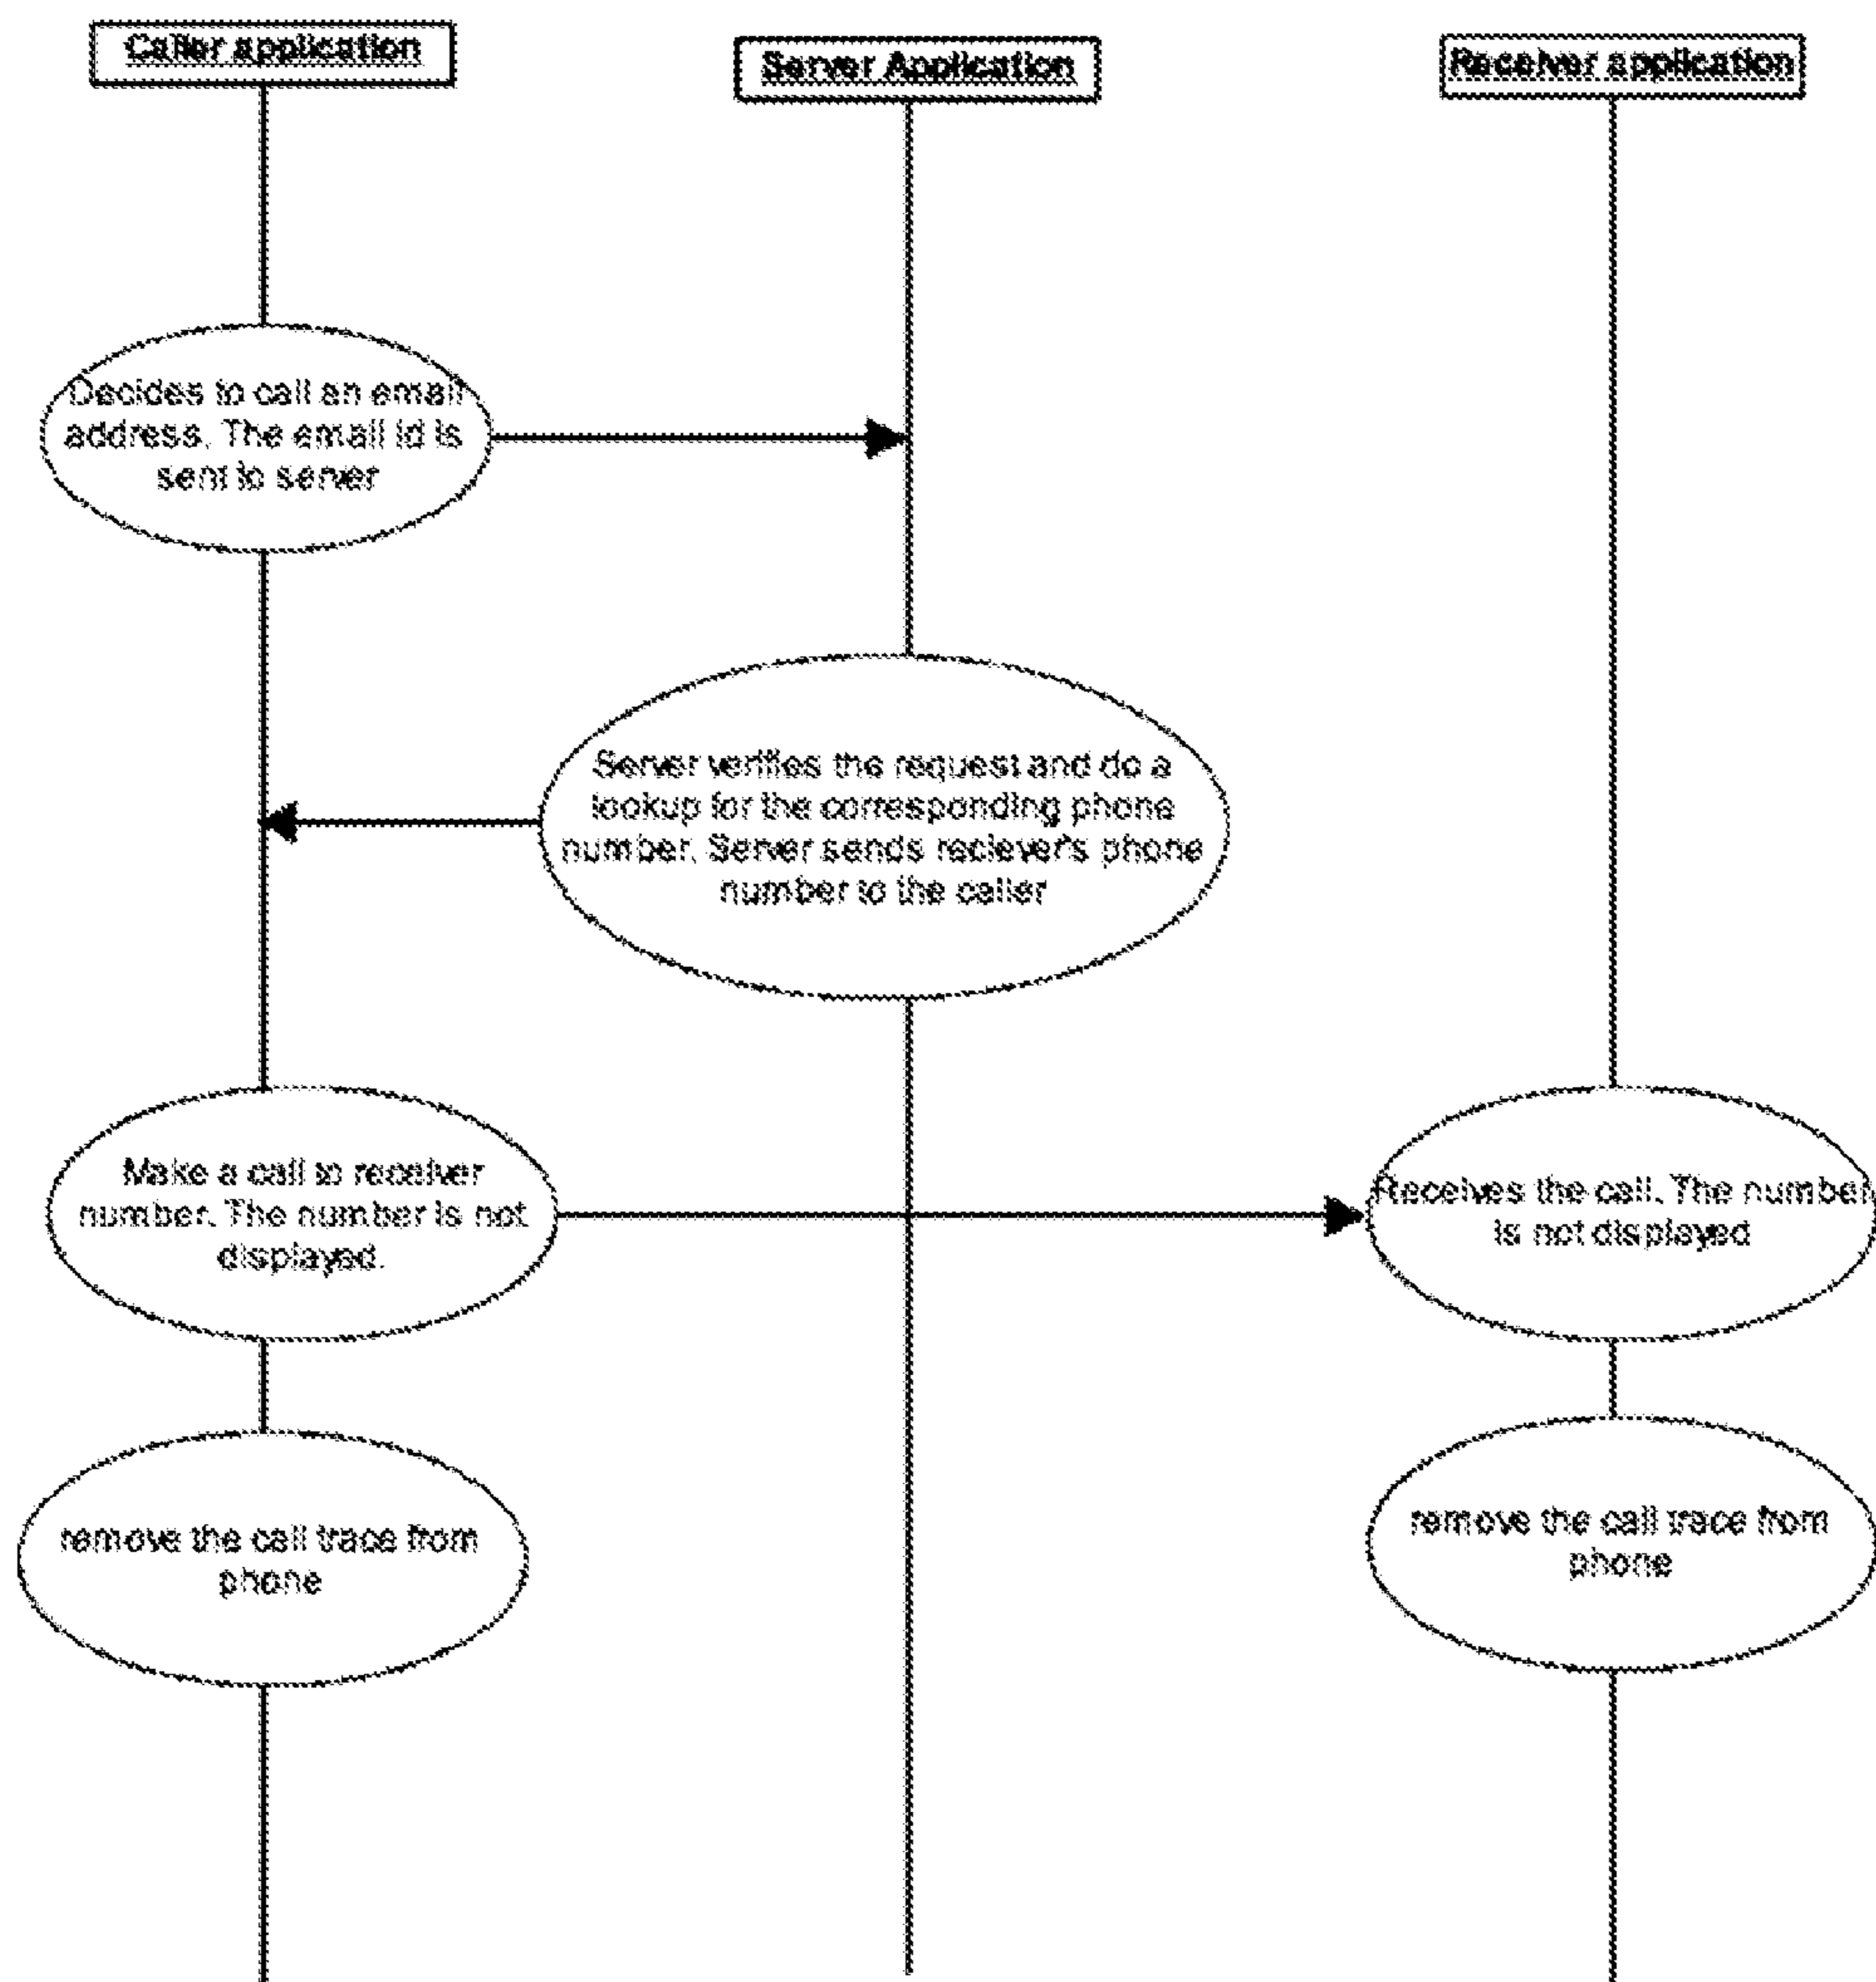 Caller application
Server Application
Receiver application
Decides to call an email
address. The email id is
sent to server
Server verifies the request and do a
lookup for the corresponding phone
number. Server sends reciever's phone
number to the caller
Make a call to receiver
number. The number is not
displayed.
Receives the call. The number
is not displayed
remove the call trace from
phone
remove the call trace from
phone